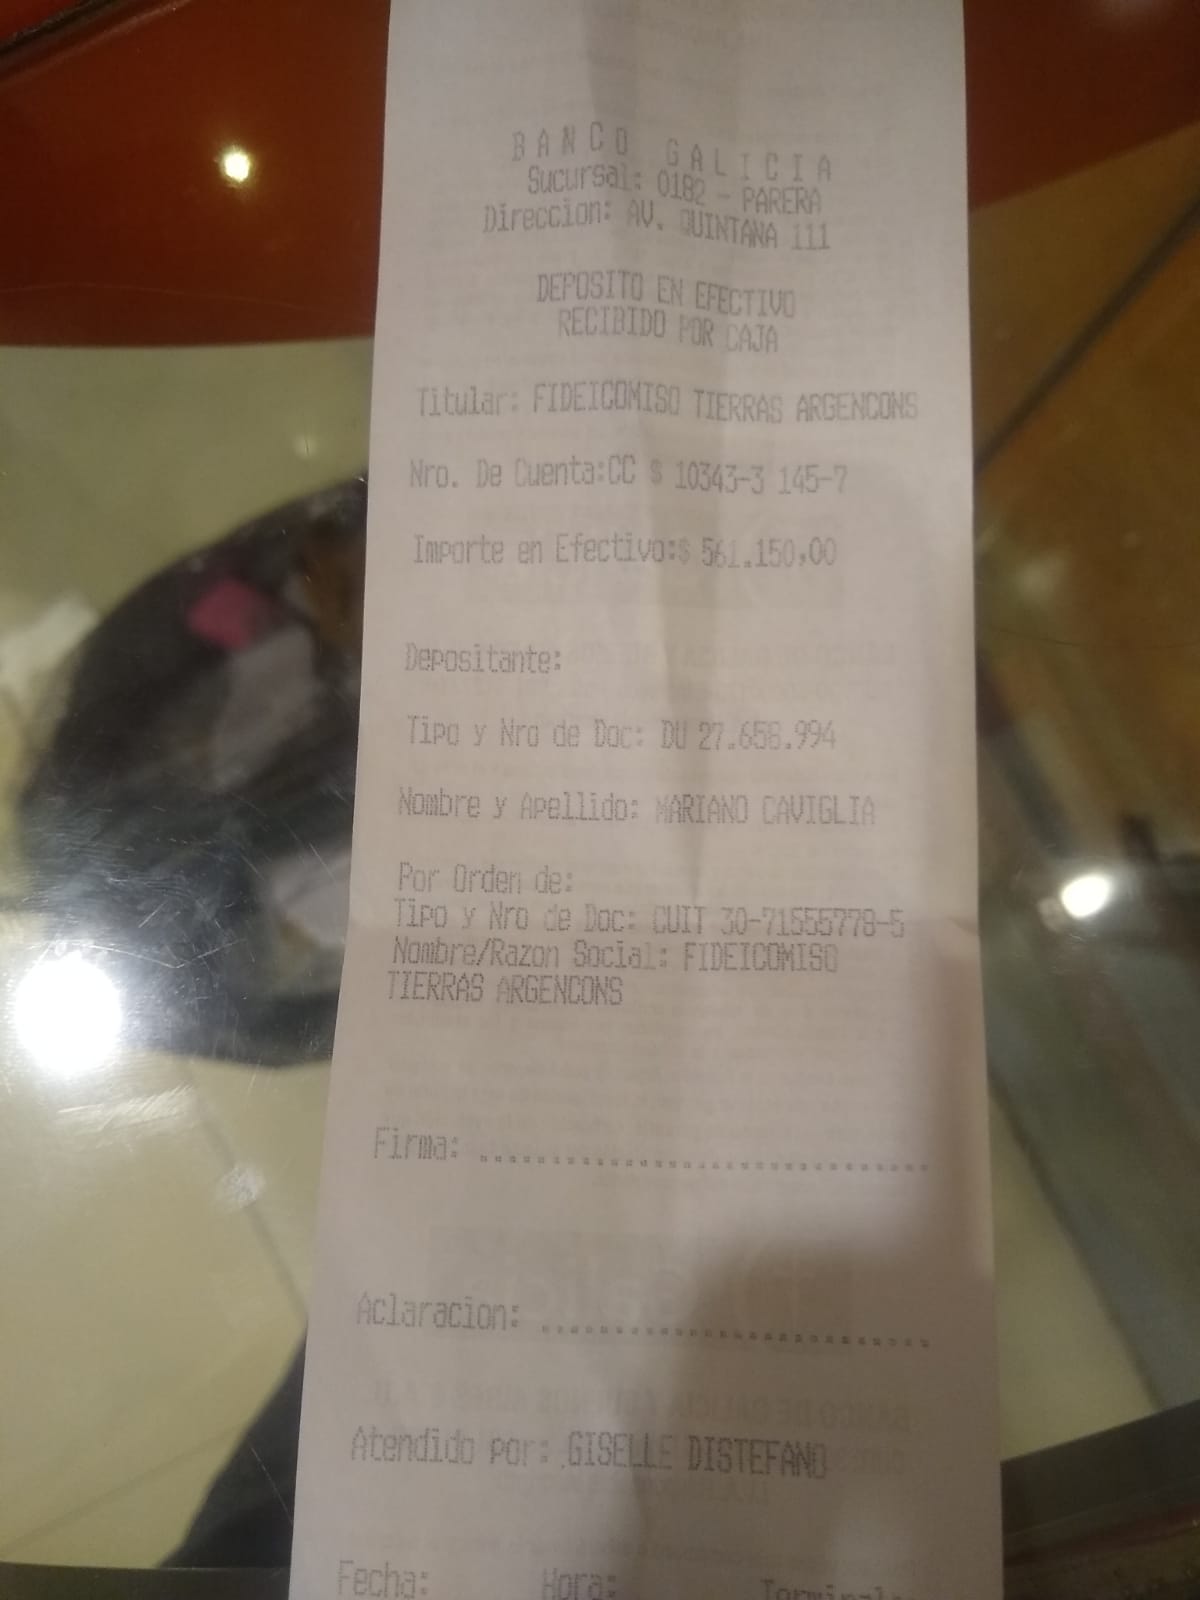 BANCO GALICIA
Sucursal: 0182 - PARERA
Direccion: AV. QUINTANA 111
DEPOSITO EN EFECTIVO
RECIBIDO POR CAJA
Titular: FIDEICOMISO TIERRAS ARGENCONS
Nro. De Cuenta:CC $ 10343-3 145-7
Importe en Efectivo:$ 561.150,00
Depositante:
Tipo y Nro de Doc: DU 27.658.994
Nombre y Apellido: MARIANO CAVIGLIA
Por Orden de:
Tipo y Nro de Doc: CUIT 30-71555778-5
Nombre/Razon Social: FIDEICOMISO
TIERRAS ARGENCONS
Firma: ................................
Aclaracion: ............................
Atendido por: GISELLE DISTEFANO
Fecha: Hora: